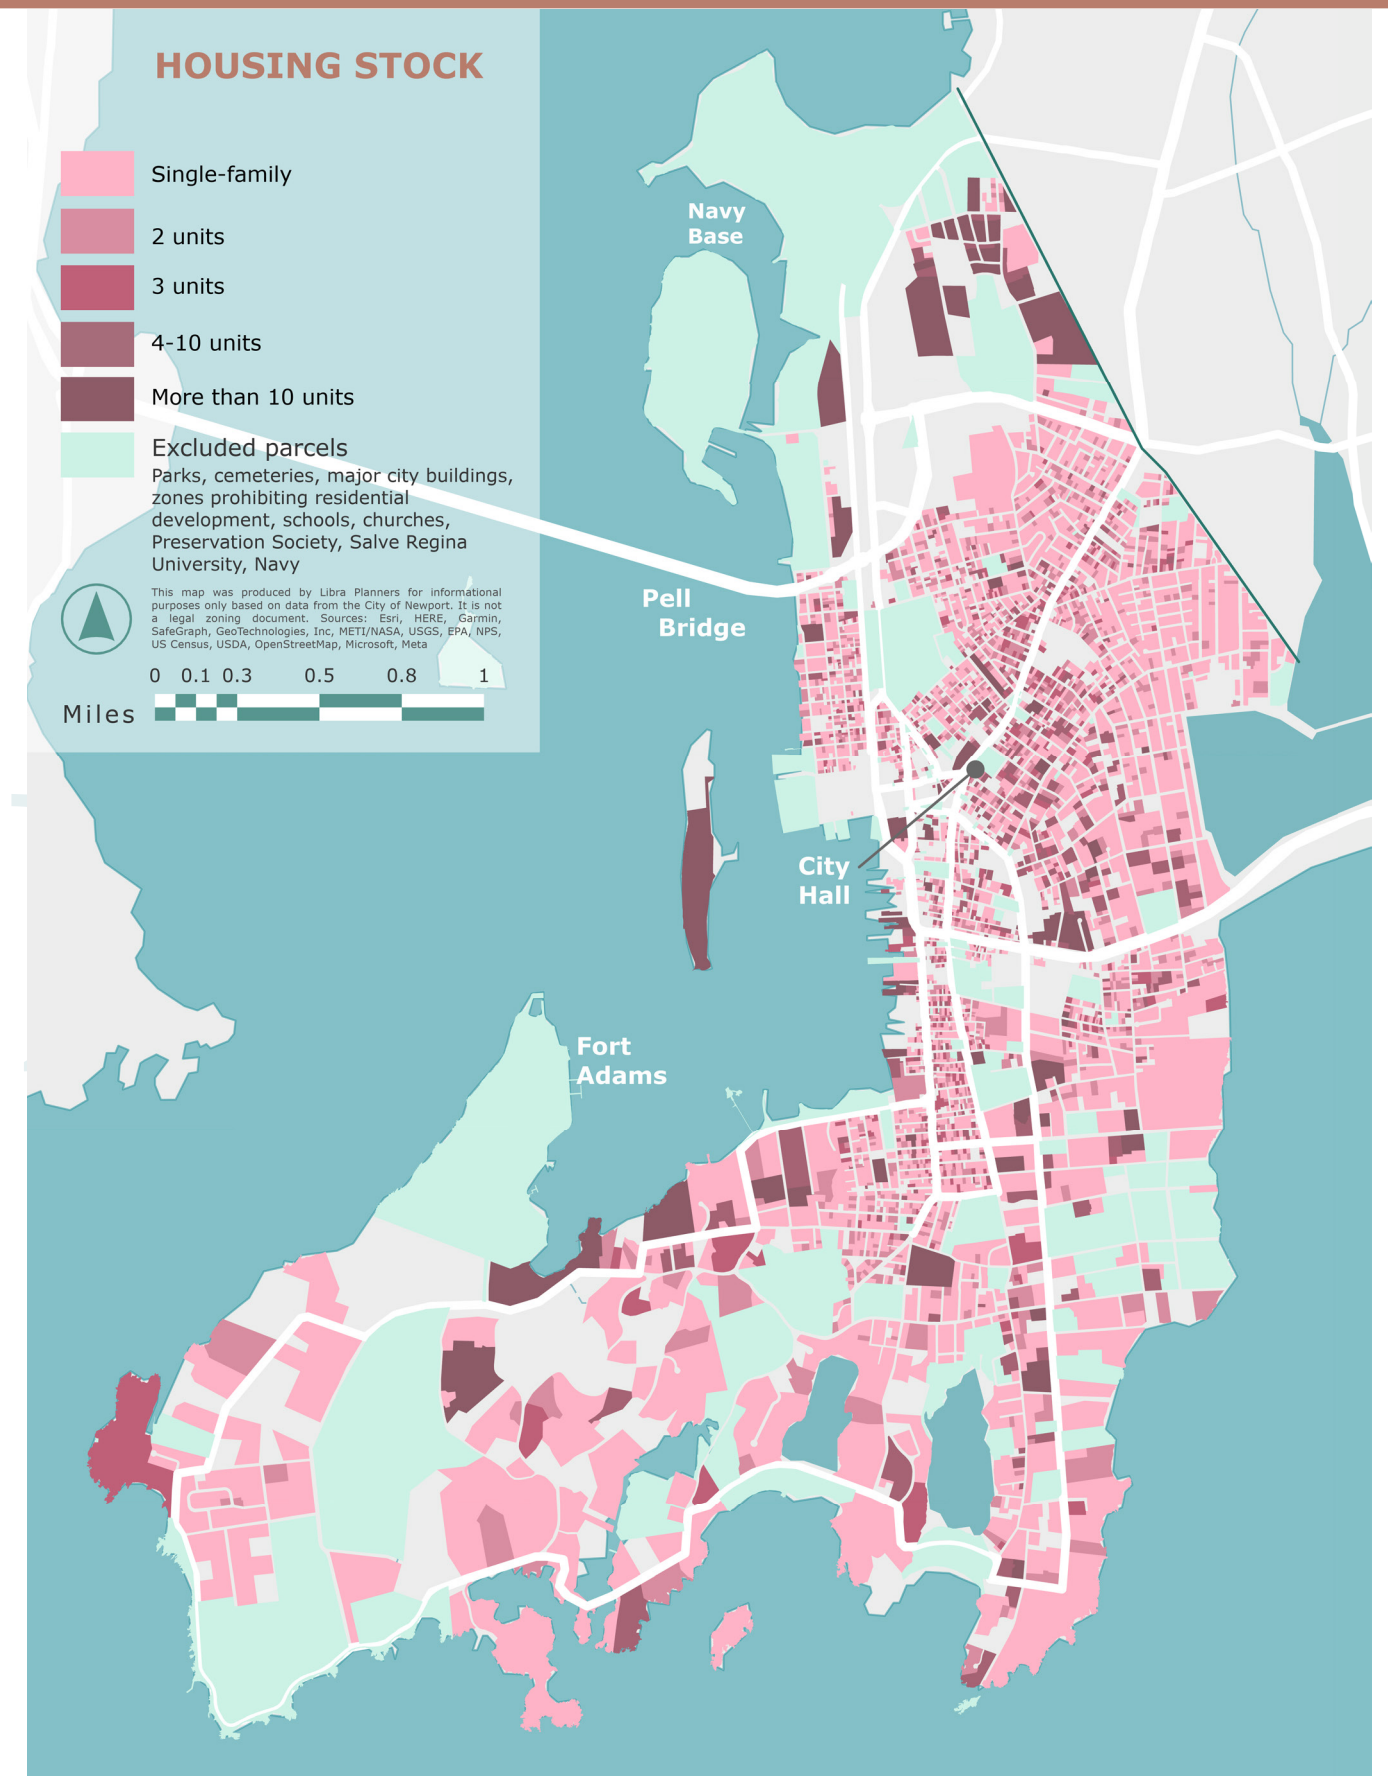 HOUSING STOCK
Single-family
2 units
3 units
4-10 units
More than 10 units
Excluded parcels
Parks, cemeteries, major city buildings,
zones prohibiting residential
development, schools, churches,
Preservation Society, Salve Regina
University, Navy
This map was produced by Libra Planners for informational
purposes only based on data from the City of Newport. It is not
a legal zoning document. Sources: Esri, HERE, Garmin,
SafeGraph, GeoTechnologies, Inc, METI/NASA, USGS, EPA, NPS,
US Census, USDA, OpenStreetMap, Microsoft, Meta
0 0.1 0.3 0.5 0.8 1
Miles
Navy
Base
Pell
Bridge
City
Hall
Fort
Adams